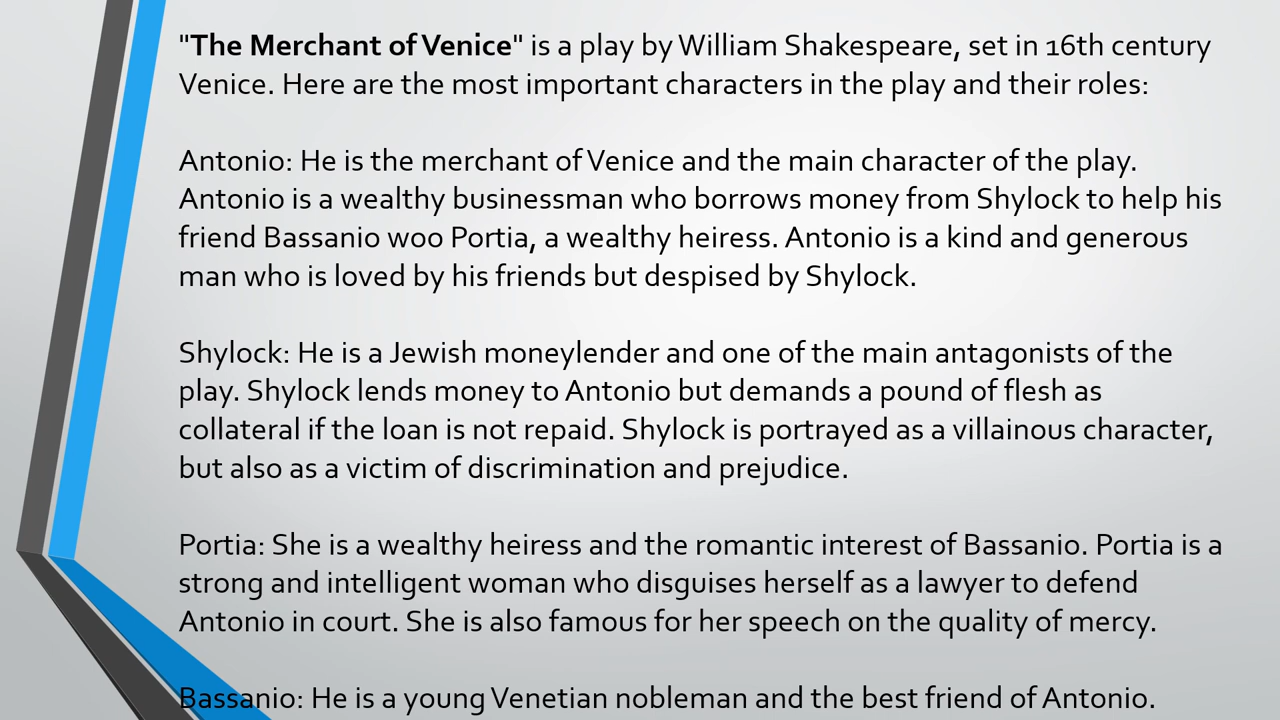 "The Merchant of Venice" is a play by William Shakespeare, set in 16th century
Venice. Here are the most important characters in the play and their roles:
Antonio: He is the merchant of Venice and the main character of the play.
Antonio is a wealthy businessman who borrows money from Shylock to help his
friend Bassanio woo Portia, a wealthy heiress. Antonio is a kind and generous
man who is loved by his friends but despised by Shylock.
Shylock: He is a Jewish moneylender and one of the main antagonists of the
play. Shylock lends money to Antonio but demands a pound of flesh as
collateral if the loan is not repaid. Shylock is portrayed as a villainous character,
but also as a victim of discrimination and prejudice.
Portia: She is a wealthy heiress and the romantic interest of Bassanio. Portia is a
strong and intelligent woman who disguises herself as a lawyer to defend
Antonio in court. She is also famous for her speech on the quality of mercy.
Bassanio: He is a young Venetian nobleman and the best friend of Antonio.